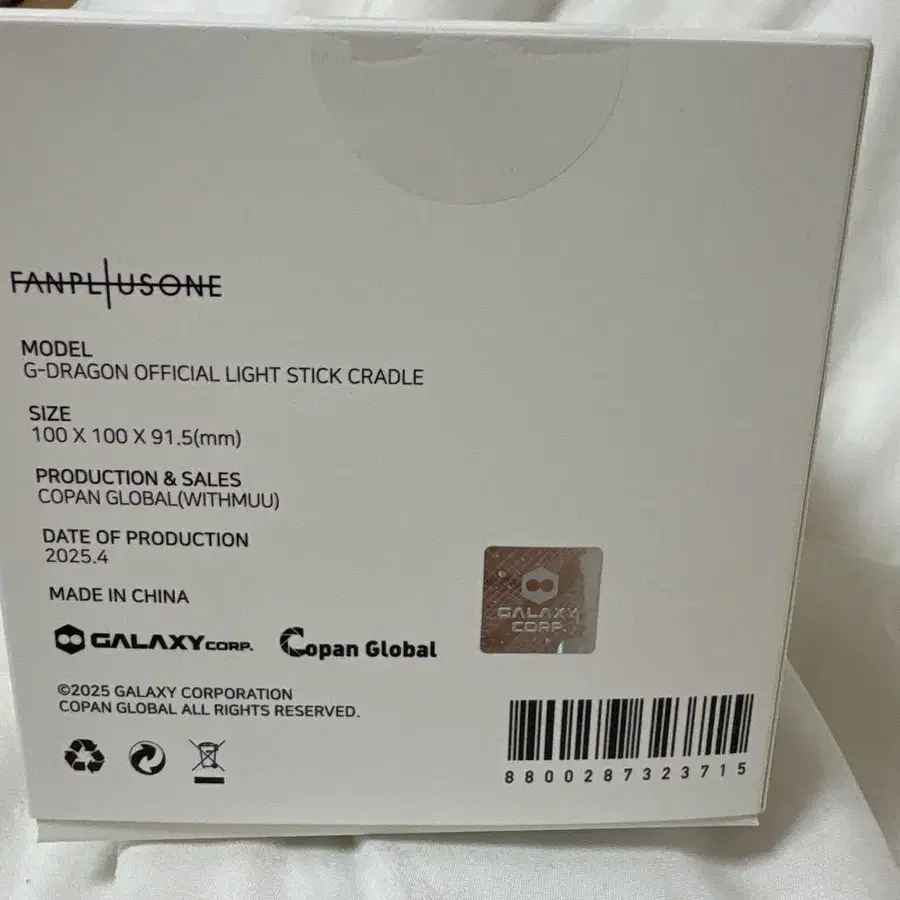 FANPLUSONE
MODEL
G-DRAGON OFFICIAL LIGHT STICK CRADLE
SIZE
100 X 100 X 91.5(mm)
PRODUCTION & SALES
COPAN GLOBAL(WITHMUU)
DATE OF PRODUCTION
2025.4
MADE IN CHINA
GALAXY CORP.
GALAXYCORP. Copan Global
©2025 GALAXY CORPORATION
COPAN GLOBAL ALL RIGHTS RESERVED.
8800287323715